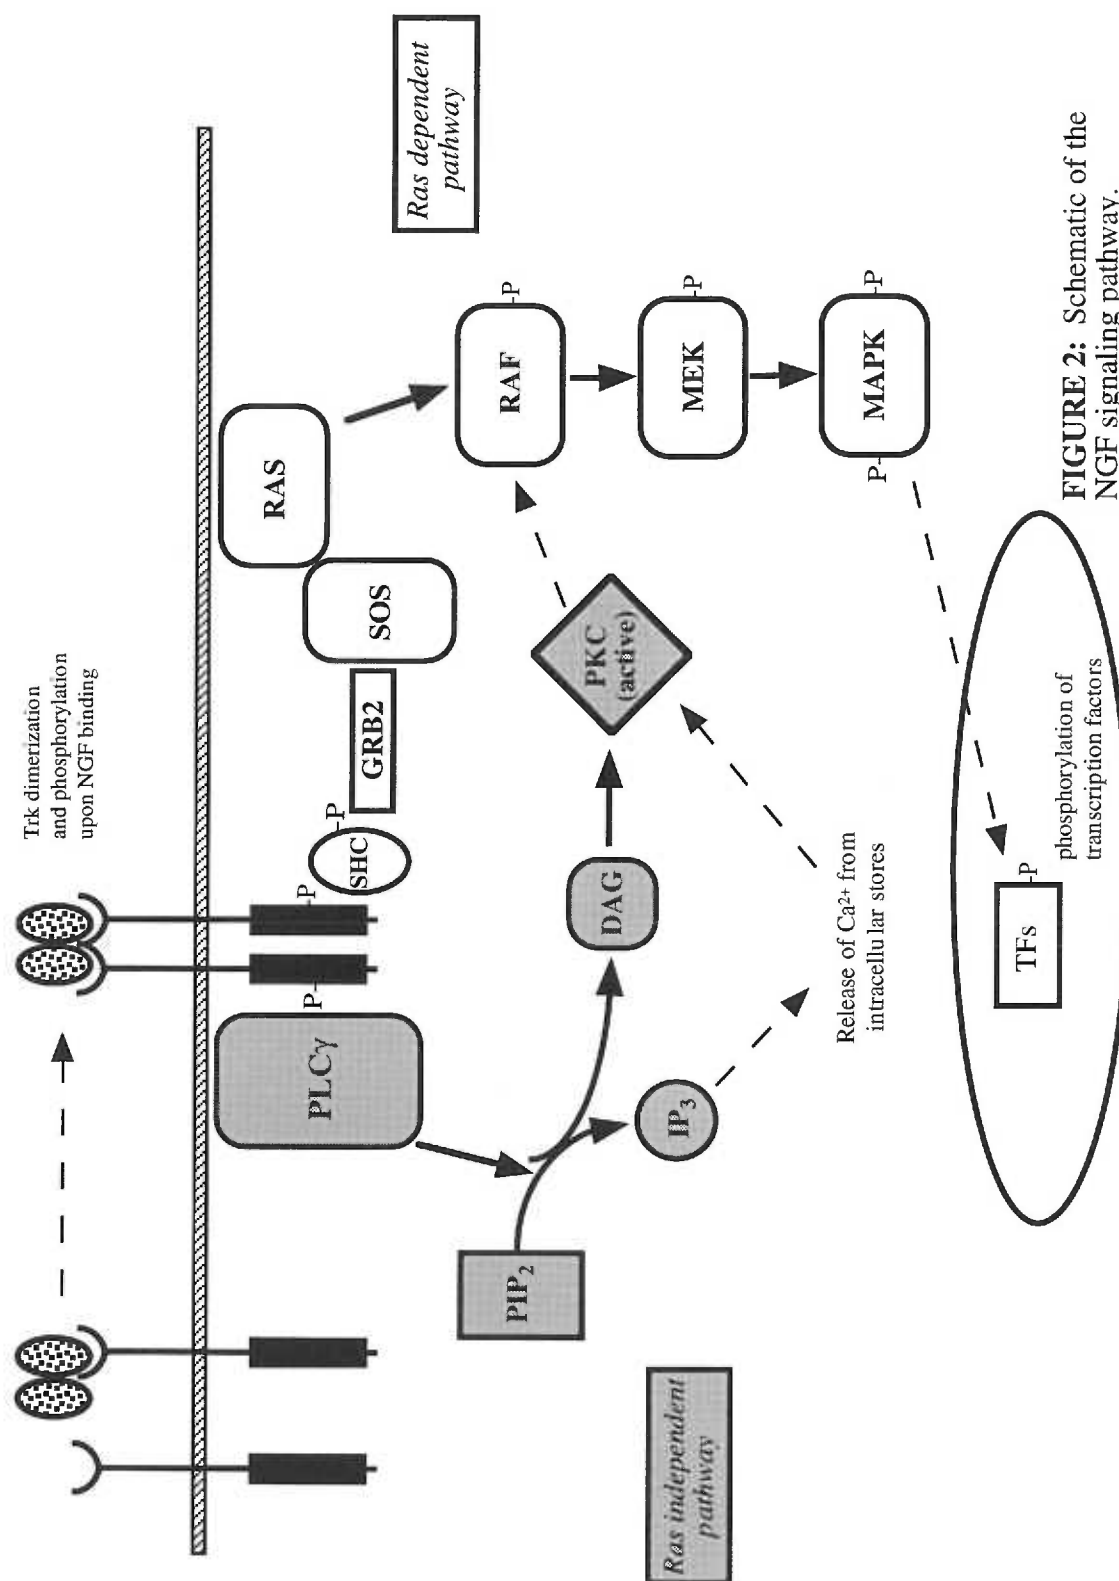 Trk dimerization
and phosphorylation
upon NGF binding
PLCγ
P
P
SHC
P
GRB2
SOS
RAS
Ras dependent
pathway
PIP2
IP3
DAG
PKC
(active)
RAF
P
MEK
P
P
MAPK
P
Ras independent
pathway
Release of Ca²⁺ from
intracellular stores
TFs
P
phosphorylation of
transcription factors
FIGURE 2: Schematic of the
NGF signaling pathway.